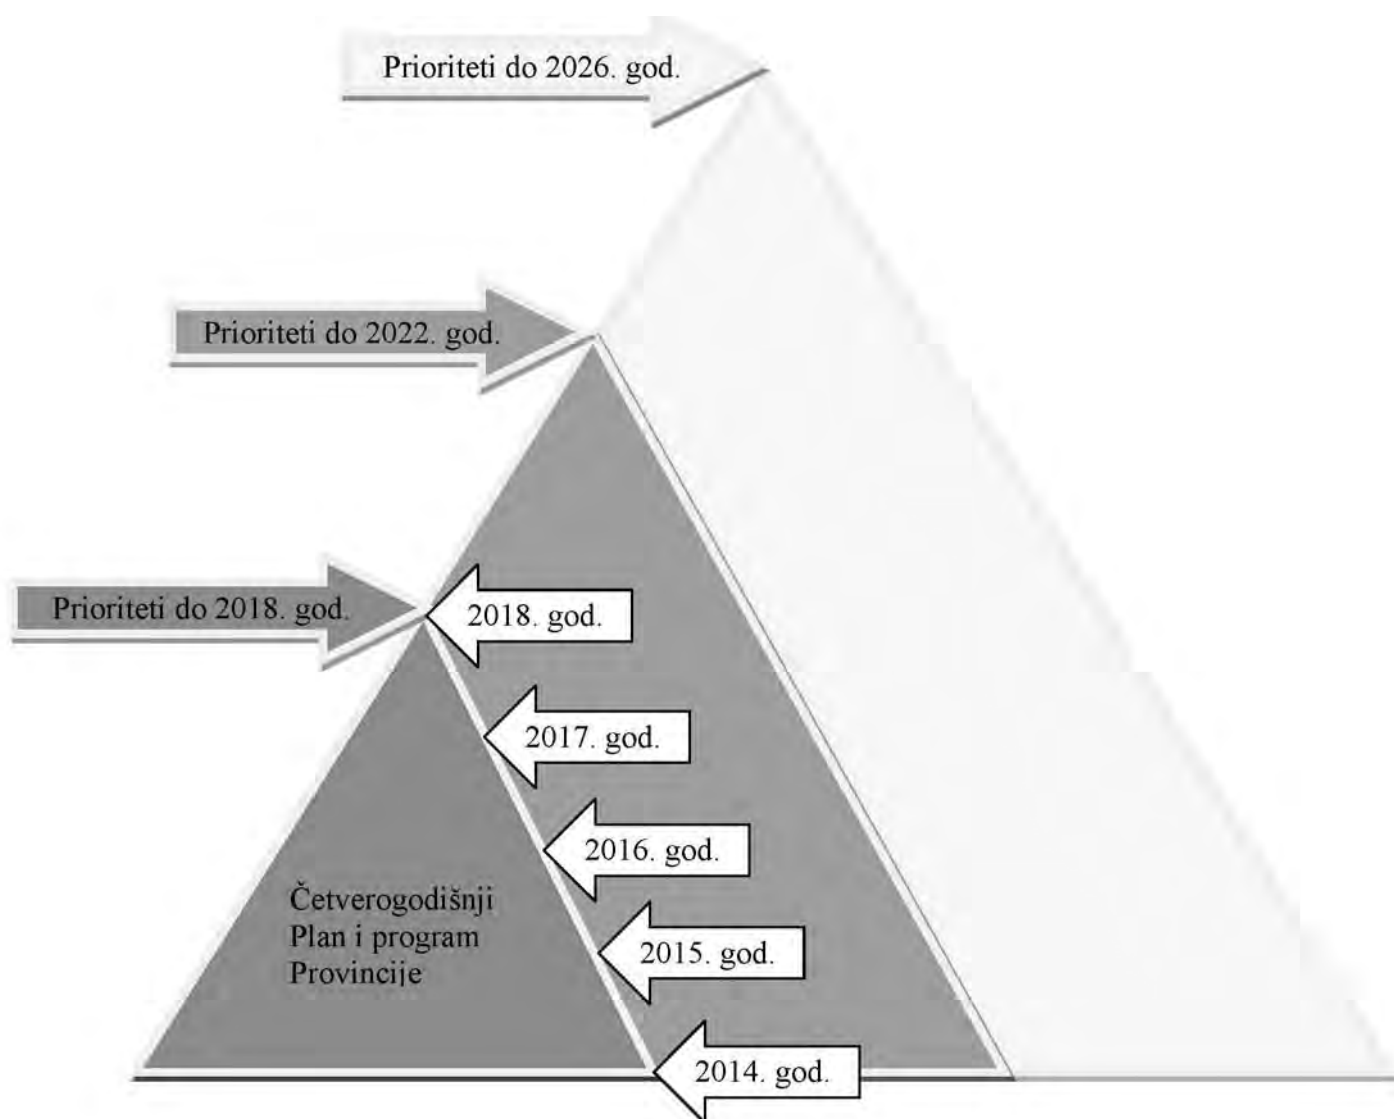 Prioriteti do 2026. god.
Prioriteti do 2022. god.
Prioriteti do 2018. god.
2018. god.
2017. god.
2016. god.
Četverogodišnji
Plan i program
Provincije
2015. god.
2014. god.